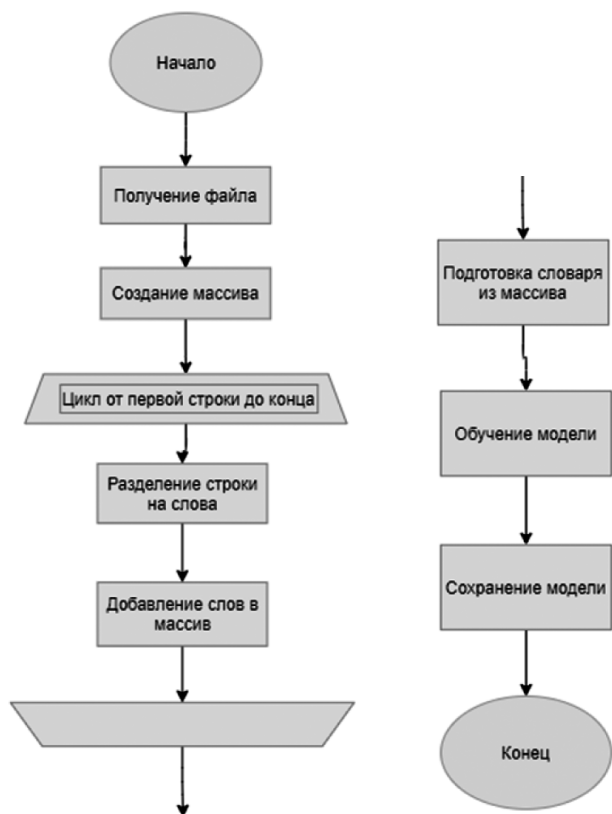 Начало
Получение файла
Создание массива
Цикл от первой строки до конца
Разделение строки
на слова
Добавление слов в
массив
Подготовка словаря
из массива
Обучение модели
Сохранение модели
Конец